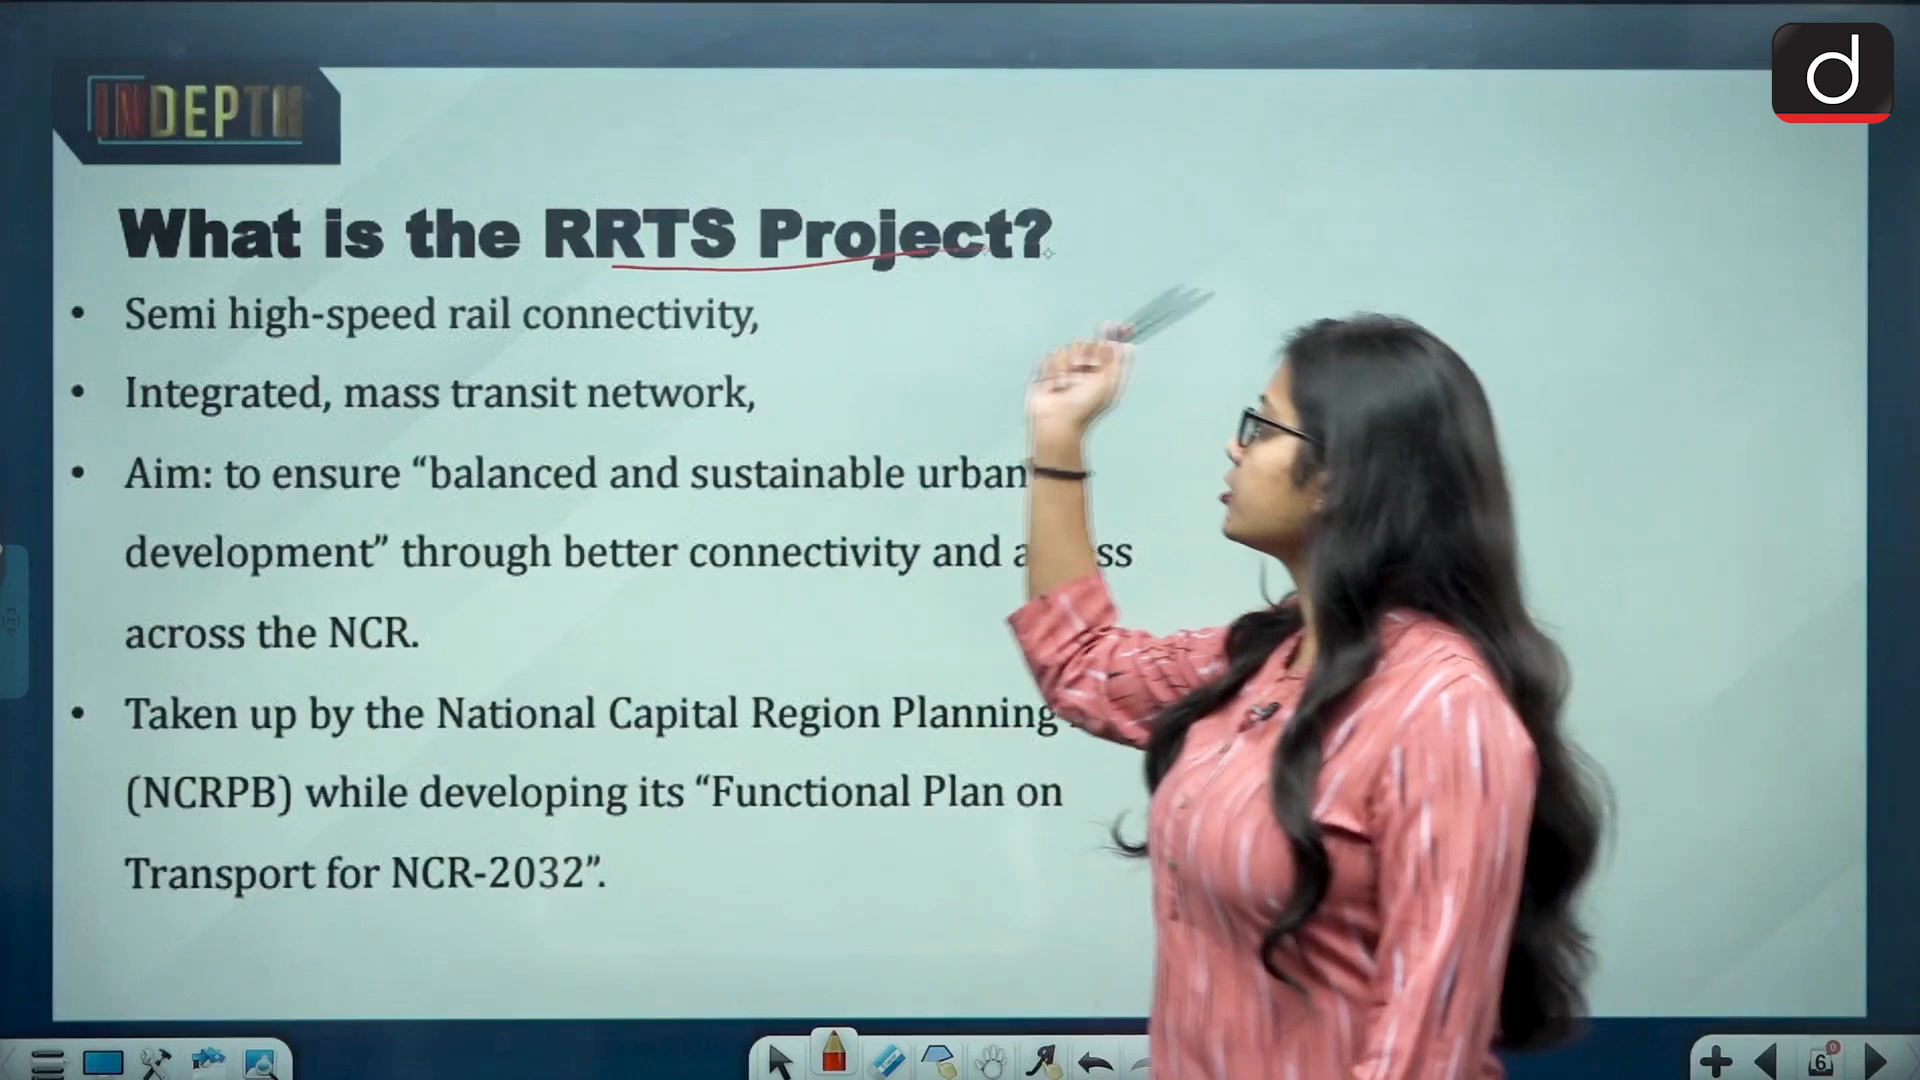 INDEPTH
d
What is the RRTS Project?
• Semi high-speed rail connectivity,
• Integrated, mass transit network,
• Aim: to ensure “balanced and sustainable urban
development” through better connectivity and
across the NCR.
• Taken up by the National Capital Region Planning
(NCRPB) while developing its “Functional Plan on
Transport for NCR-2032”.
6
0